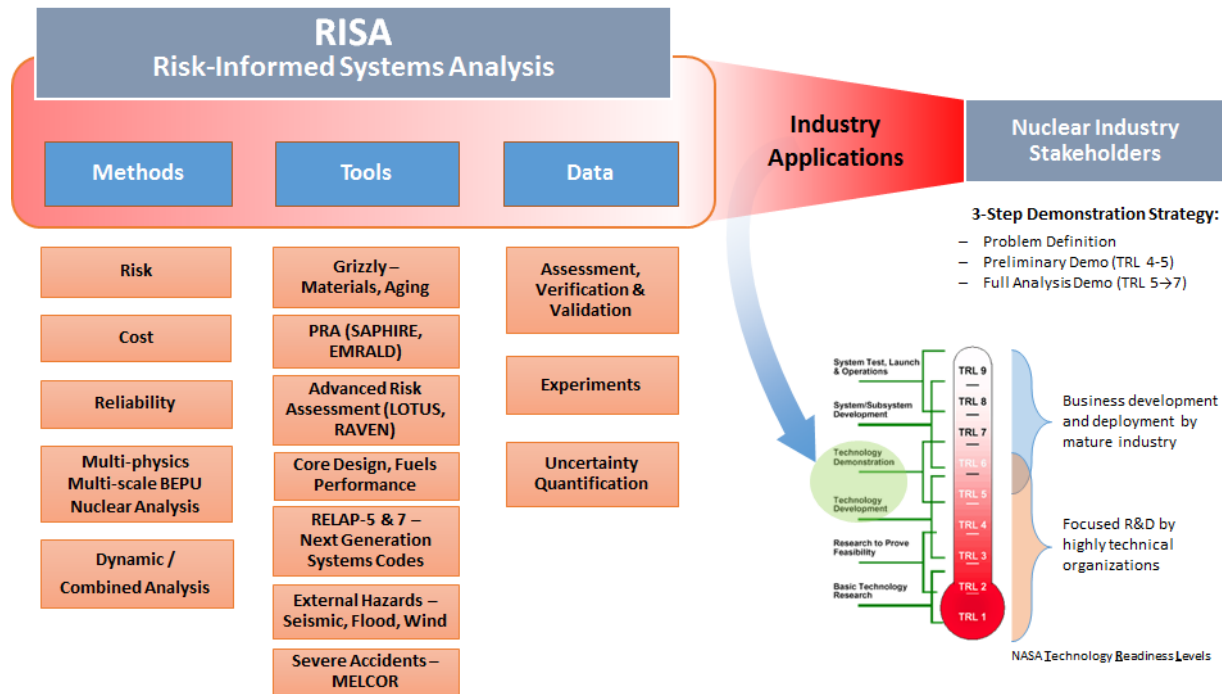 RISA
Risk-Informed Systems Analysis
Methods
Tools
Data
Industry
Applications
Nuclear Industry
Stakeholders
Risk
Cost
Reliability
Multi-physics
Multi-scale BEPU
Nuclear Analysis
Dynamic /
Combined Analysis
Grizzly –
Materials, Aging
PRA (SAPHIRE,
EMRALD)
Advanced Risk
Assessment (LOTUS,
RAVEN)
Core Design, Fuels
Performance
RELAP-5 & 7 –
Next Generation
Systems Codes
External Hazards –
Seismic, Flood, Wind
Severe Accidents –
MELCOR
Assessment,
Verification &
Validation
Experiments
Uncertainty
Quantification
3-Step Demonstration Strategy:
– Problem Definition
– Preliminary Demo (TRL 4-5)
– Full Analysis Demo (TRL 5→7)
System Test, Launch
& Operations
System/Subsystem
Development
Technology
Demonstration
Technology
Development
Research to Prove
Feasibility
Basic Technology
Research
TRL 9
TRL 8
TRL 7
TRL 6
TRL 5
TRL 4
TRL 3
TRL 2
TRL 1
Business development
and deployment by
mature industry
Focused R&D by
highly technical
organizations
NASA Technology Readiness Levels